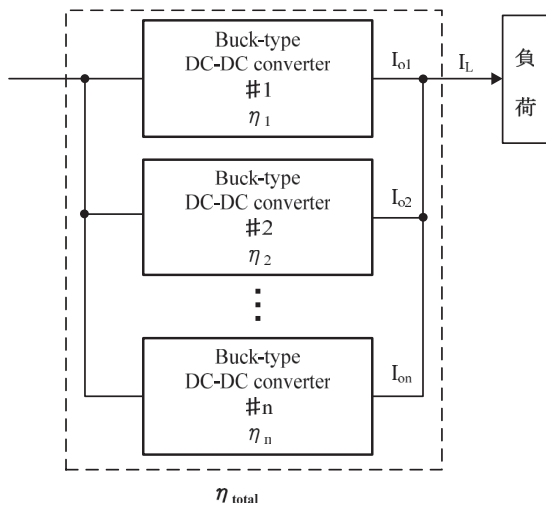 Buck-type
DC-DC converter
#1
η1
Io1
IL
負
荷
Buck-type
DC-DC converter
#2
η2
Io2
⋮
Buck-type
DC-DC converter
#n
ηn
Ion
ηtotal